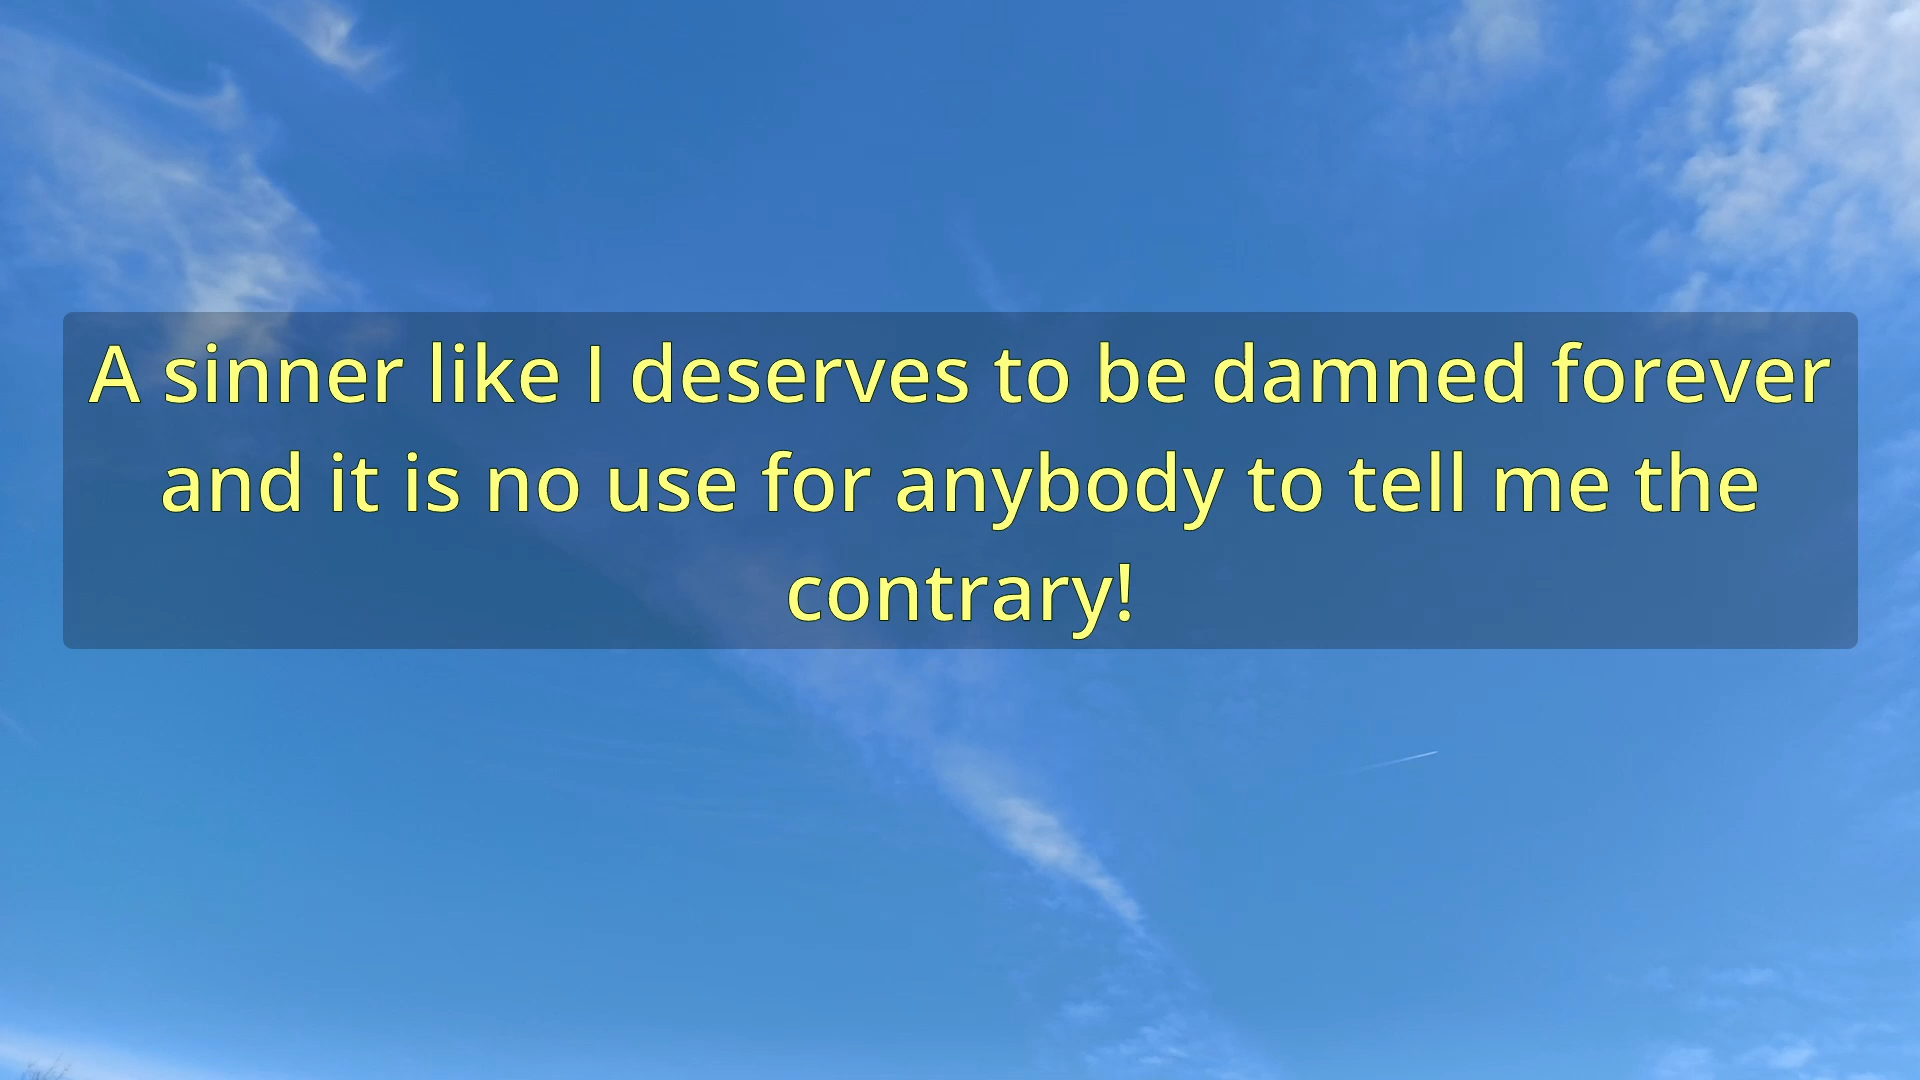 A sinner like I deserves to be damned forever
and it is no use for anybody to tell me the
contrary!